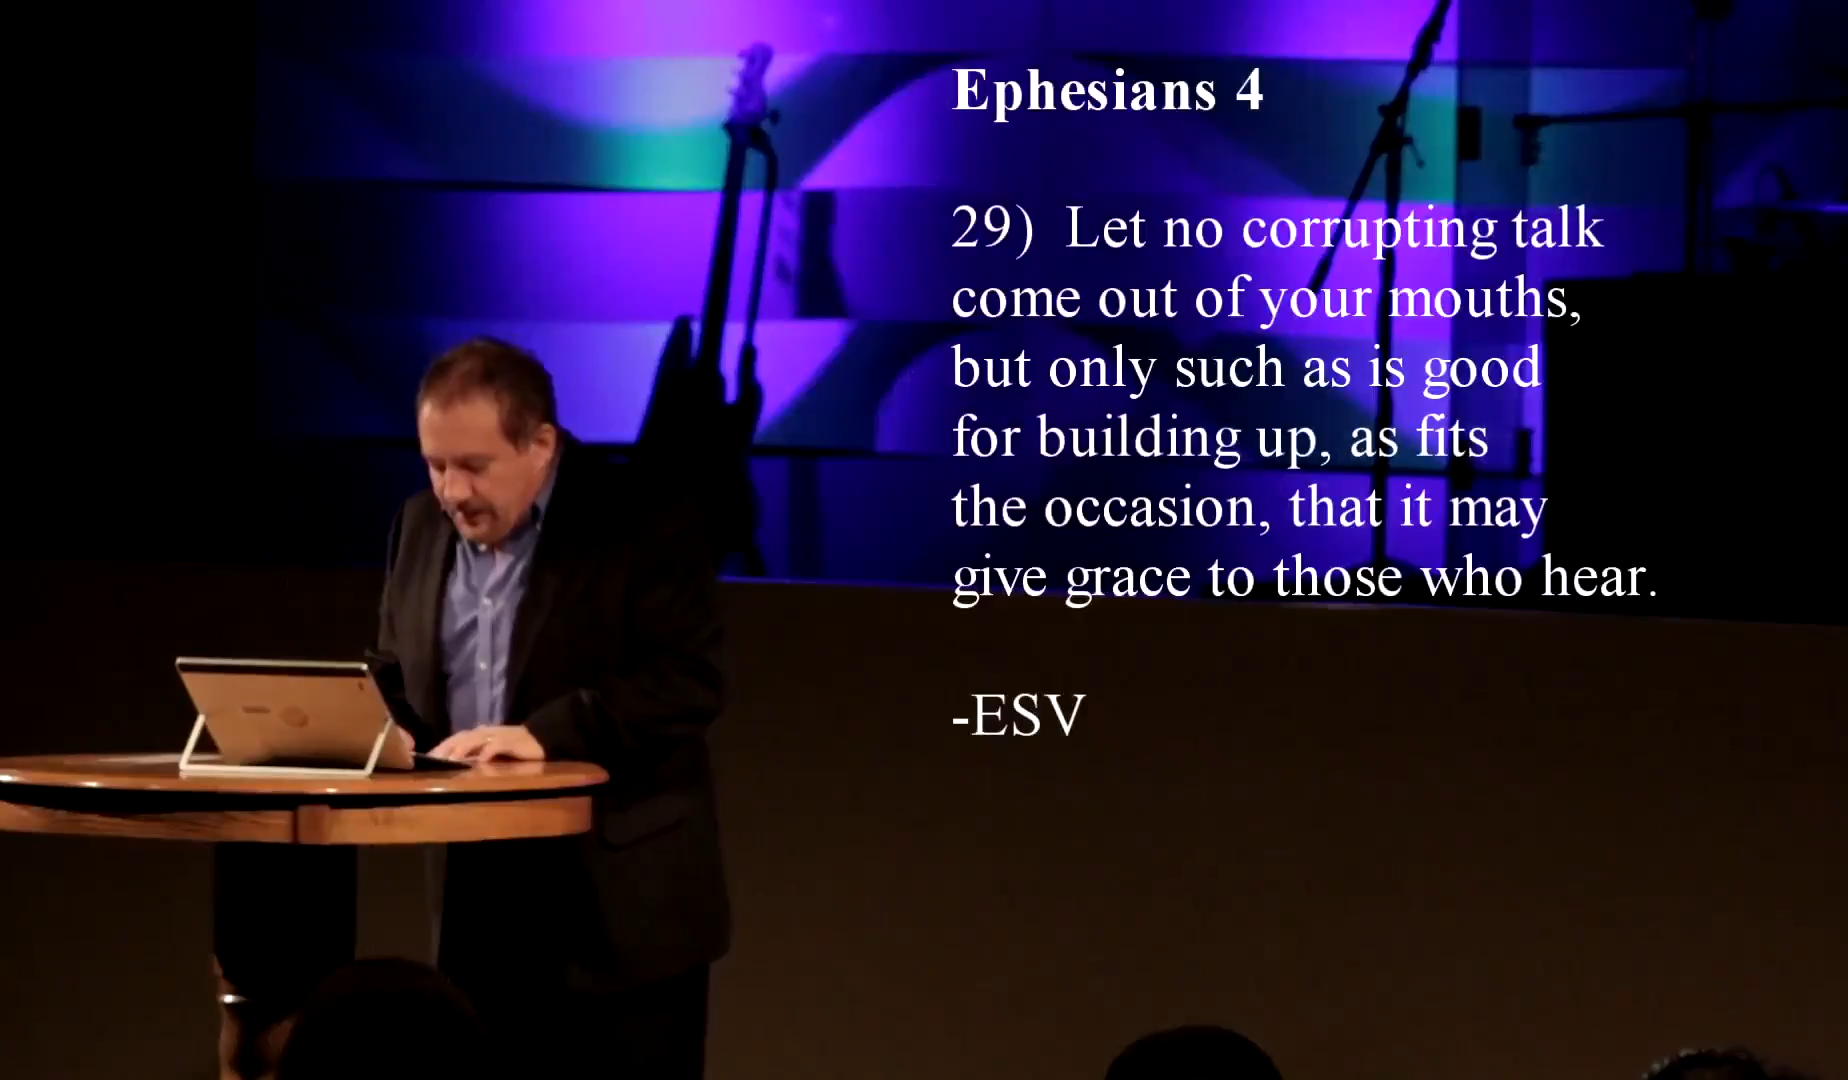 Ephesians 4
29) Let no corrupting talk
come out of your mouths,
but only such as is good
for building up, as fits
the occasion, that it may
give grace to those who hear.
-ESV